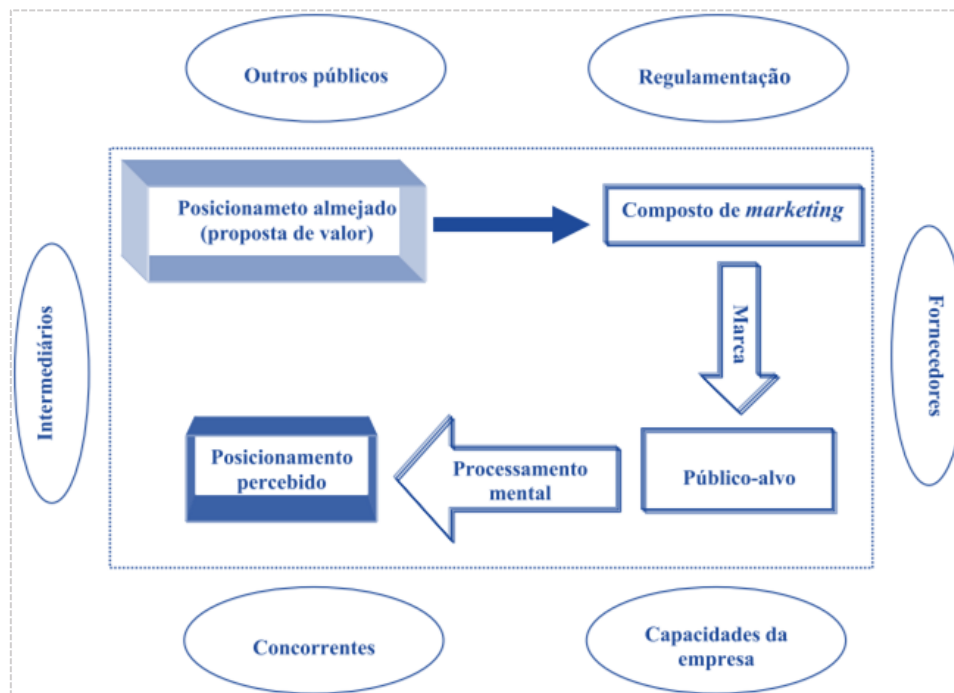 Outros públicos
Regulamentação
Posicionameto almejado
(proposta de valor)
Composto de marketing
Marca
Intermediários
Fornecedores
Posicionamento
percebido
Processamento
mental
Público-alvo
Concorrentes
Capacidades da
empresa